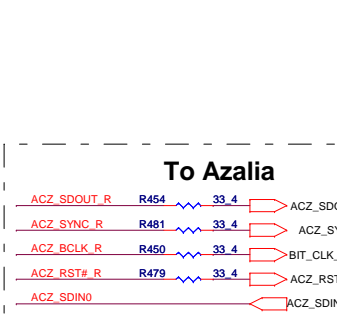 To Azalia
ACZ_SDOUT_R R454 33_4
ACZ_SYNC_R R481 33_4
ACZ_BCLK_R R450 33_4 BIT_CLK_
ACZ_RST#_R R479 33_4
ACZ_SDIN0